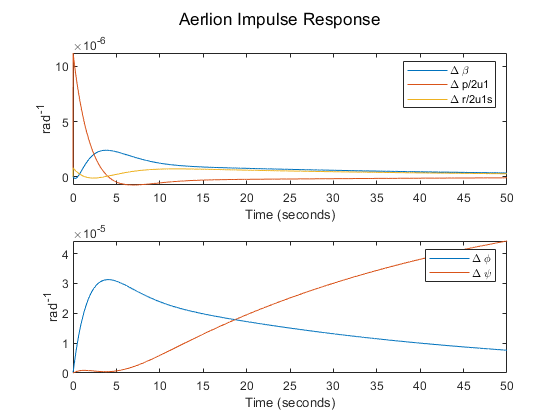 Aerlion Impulse Response
×10⁻⁶
10
5
0
rad⁻¹
Δ β
Δ p/2u1
Δ r/2u1s
0 5 10 15 20 25 30 35 40 45 50
Time (seconds)
×10⁻⁵
4
3
2
1
0
rad⁻¹
Δ ϕ
Δ ψ
0 5 10 15 20 25 30 35 40 45 50
Time (seconds)